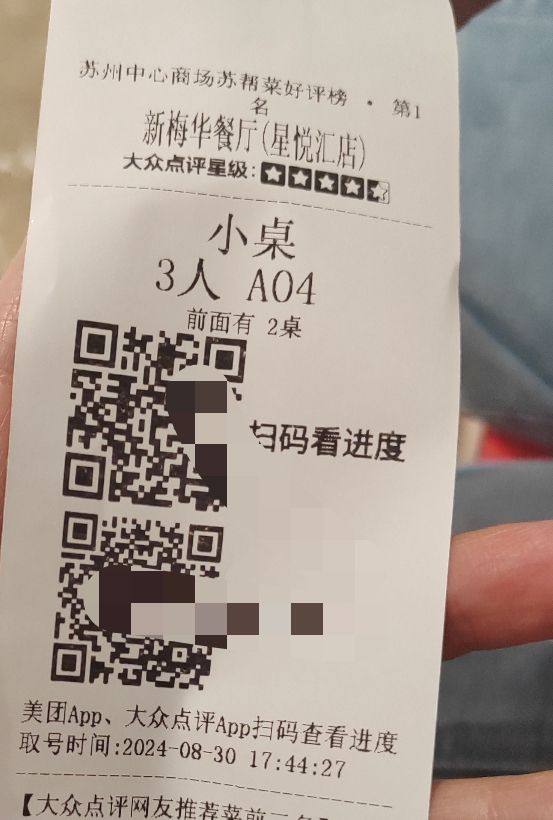 苏州中心商场苏帮菜好评榜 · 第1
名
新梅华餐厅(星悦汇店)
大众点评星级:
小桌
3人 A04
前面有 2桌
扫码看进度
美团App、大众点评App扫码查看进度
取号时间:2024-08-30 17:44:27
【大众点评网友推荐菜前